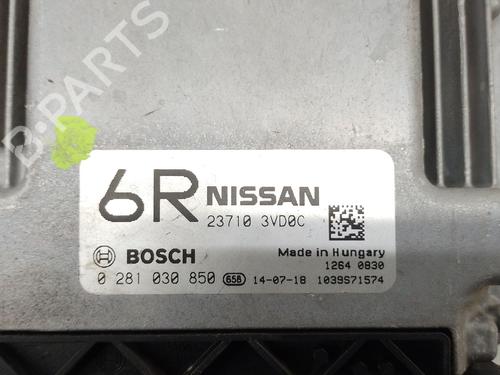 B-PARTS
6R NISSAN
23710 3VD0C
BOSCH
Made in Hungary
1264 0830
0 281 030 850 65B 14-07-18 1039S71574